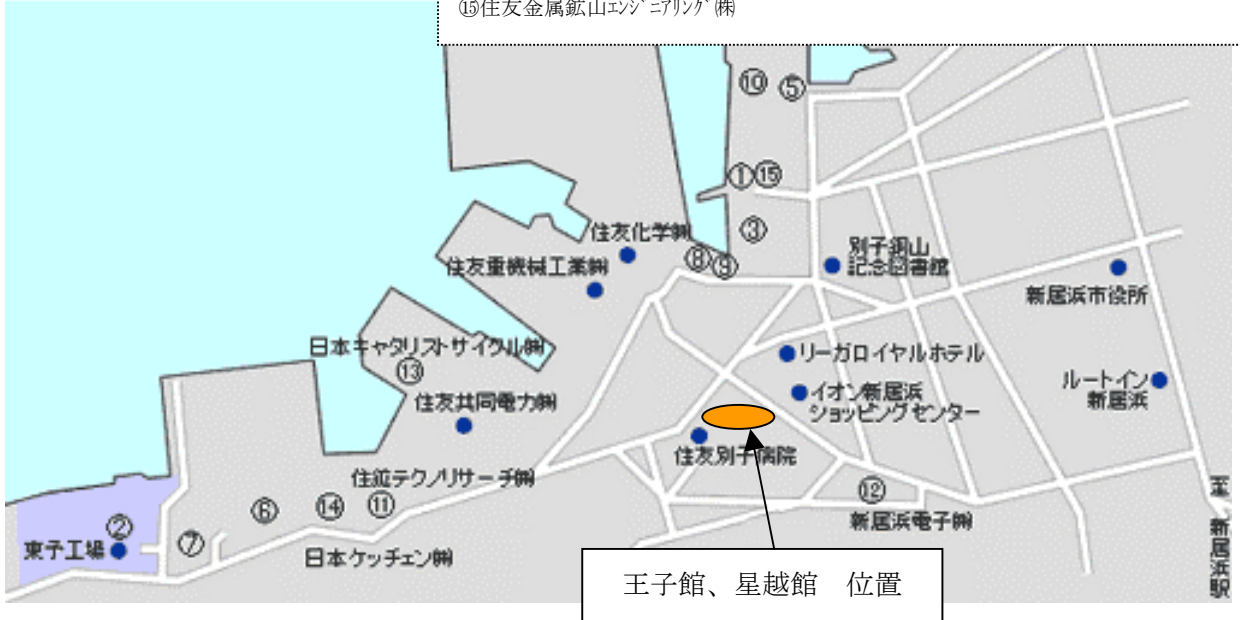 ⑮住友金属鉱山エンジニアリング㈱
⑩
⑤
①⑮
③
住友化学㈱
⑧⑨
別子銅山
記念図書館
住友重機械工業㈱
新居浜市役所
日本キャタリストサイクル㈱
⑬
リーガロイヤルホテル
ルートイン
新居浜
住友共同電力㈱
イオン新居浜
ショッピングセンター
住友別子病院
住鉱テクノリサーチ㈱
⑥
⑭
⑪
⑫
新居浜電子㈱
②
東予工場
⑦
日本ケッチェン㈱
至新居浜駅
王子館、星越館 位置